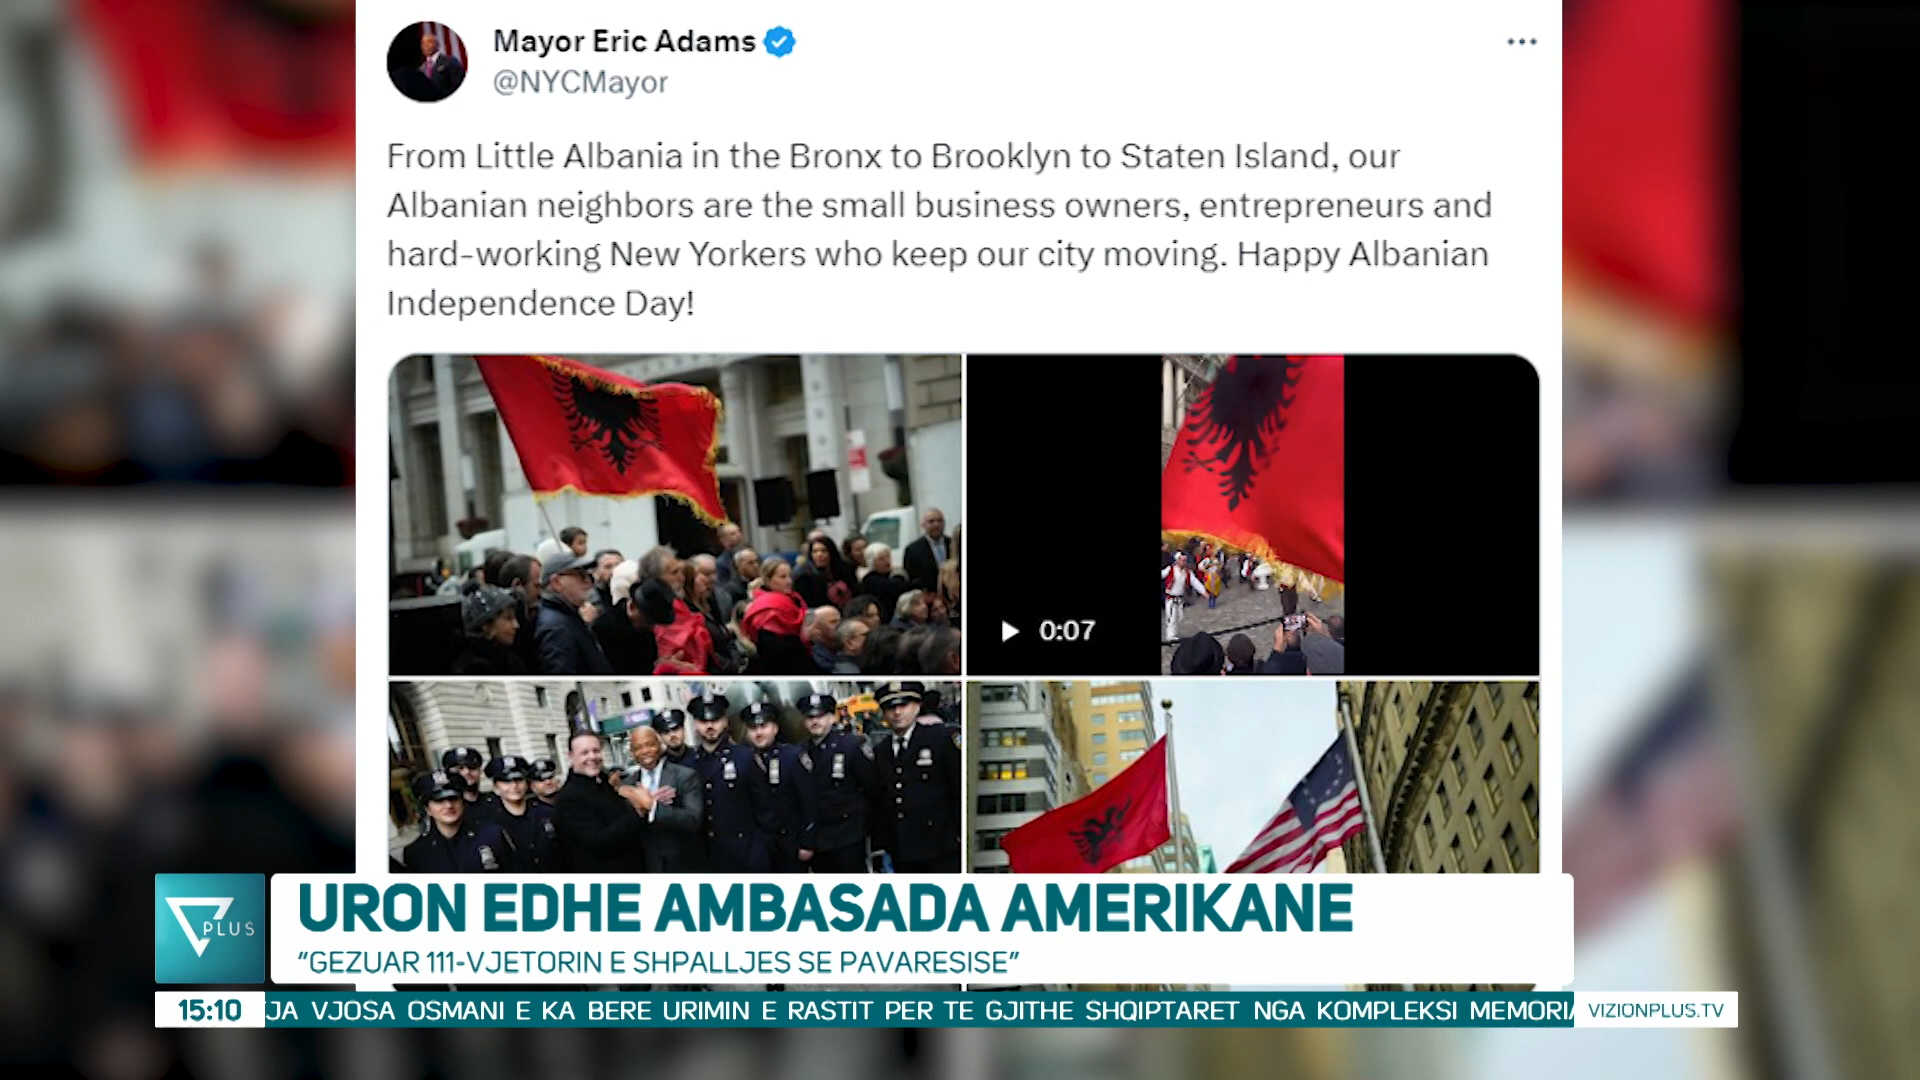 Mayor Eric Adams
@NYCMayor
From Little Albania in the Bronx to Brooklyn to Staten Island, our
Albanian neighbors are the small business owners, entrepreneurs and
hard-working New Yorkers who keep our city moving. Happy Albanian
Independence Day!
0:07
PLUS
URON EDHE AMBASADA AMERIKANE
"GEZUAR 111-VJETORIN E SHPALLJES SE PAVARESISE"
15:10
JA VJOSA OSMANI E KA BERE URIMIN E RASTIT PER TE GJITHE SHQIPTARET NGA KOMPLEKSI MEMORIA
VIZIONPLUS.TV